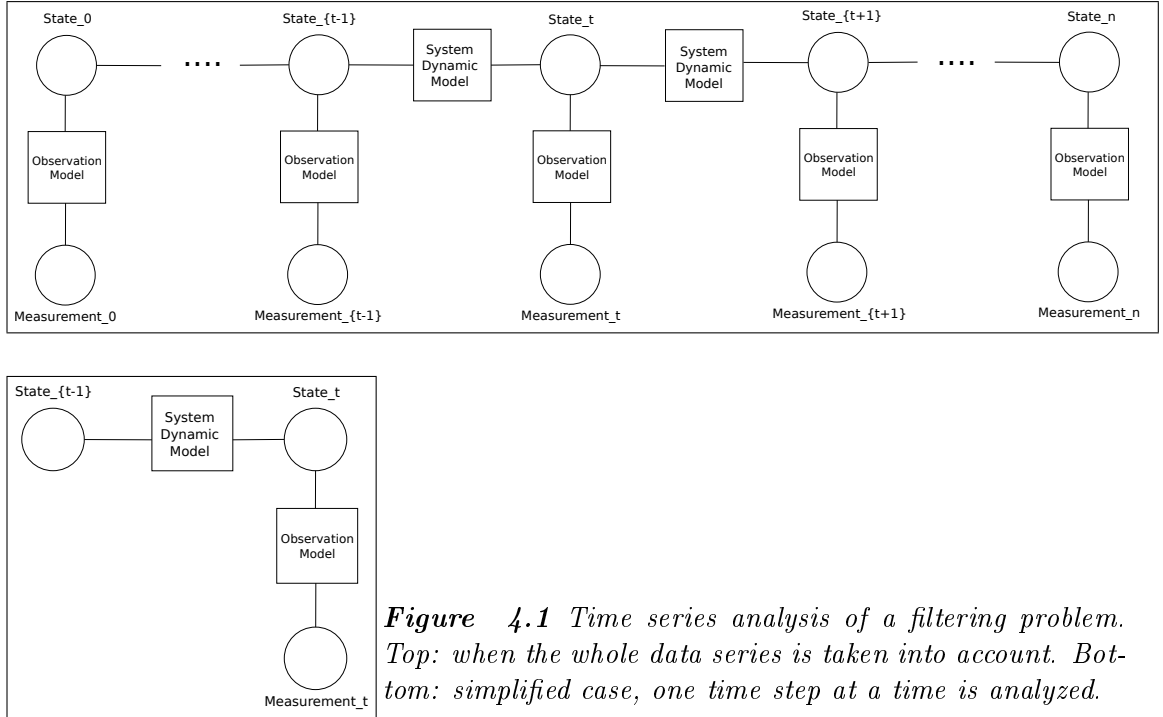 State_0
State_{t-1}
State_t
State_{t+1}
State_n
....
System
Dynamic
Model
System
Dynamic
Model
....
Observation
Model
Observation
Model
Observation
Model
Observation
Model
Observation
Model
Measurement_0
Measurement_{t-1}
Measurement_t
Measurement_{t+1}
Measurement_n
State_{t-1}
State_t
System
Dynamic
Model
Observation
Model
Measurement_t
Figure 4.1 Time series analysis of a filtering problem.
Top: when the whole data series is taken into account. Bot-
tom: simplified case, one time step at a time is analyzed.